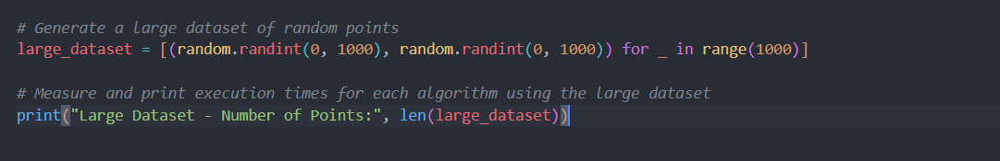 # Generate a large dataset of random points
large_dataset = [(random.randint(0, 1000), random.randint(0, 1000)) for _ in range(1000)]
# Measure and print execution times for each algorithm using the large dataset
print("Large Dataset - Number of Points:", len(large_dataset))